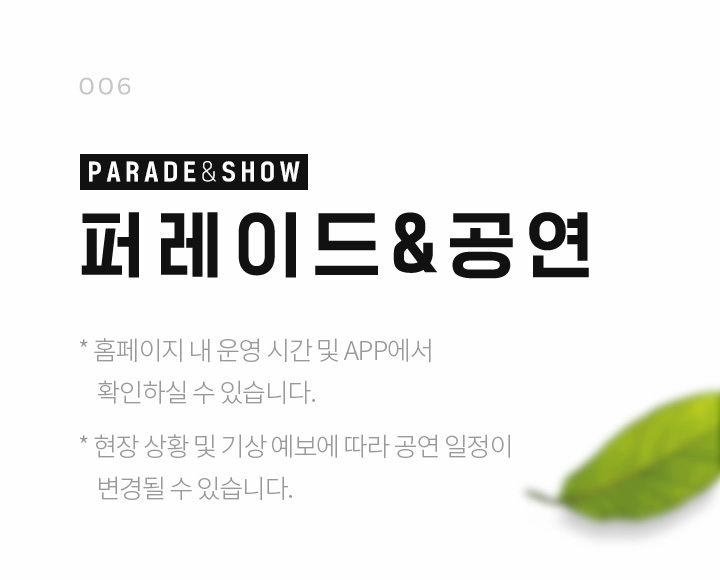 006
PARADE&SHOW
퍼레이드&공연
* 홈페이지 내 운영 시간 및 APP에서
확인하실 수 있습니다.
* 현장 상황 및 기상 예보에 따라 공연 일정이
변경될 수 있습니다.